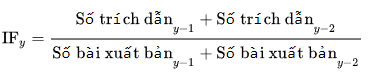 IF_y = Số trích dẫn_{y−1} + Số trích dẫn_{y−2}
Số bài xuất bản_{y−1} + Số bài xuất bản_{y−2}